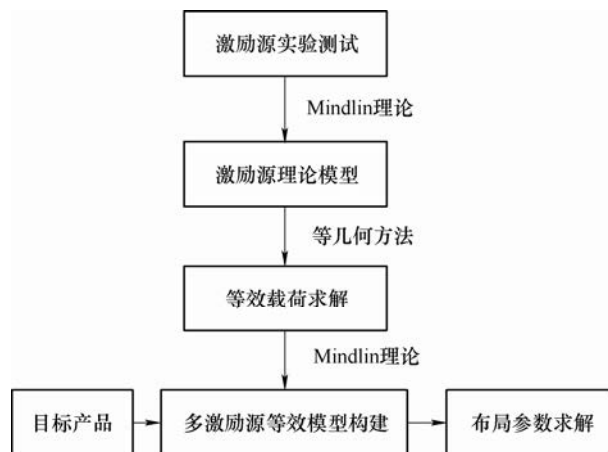 激励源实验测试
Mindlin理论
激励源理论模型
等几何方法
等效载荷求解
Mindlin理论
目标产品
多激励源等效模型构建
布局参数求解